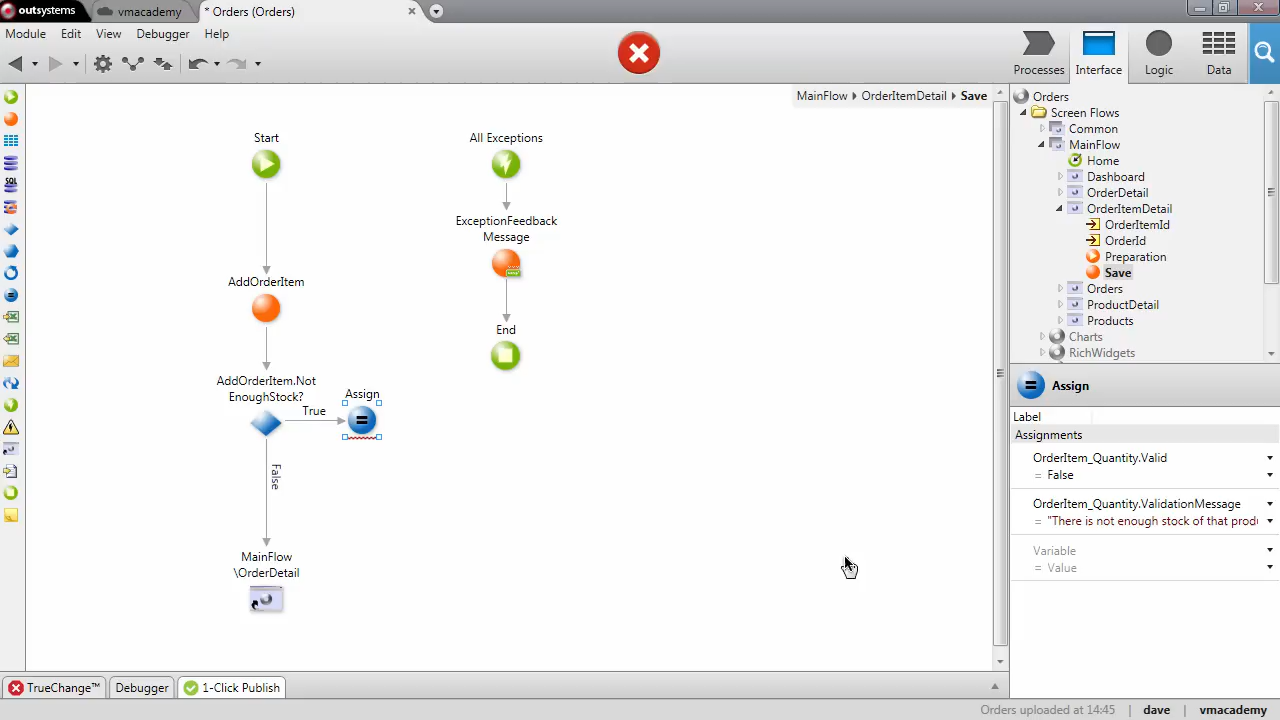 outsystems
vmacademy
* Orders (Orders)
Module Edit View Debugger Help
Processes Interface Logic Data
MainFlow OrderItemDetail Save
Start
AddOrderItem
AddOrderItem.Not
EnoughStock?
True
Assign
False
MainFlow
\OrderDetail
All Exceptions
ExceptionFeedback
Message
End
SQL
Orders
Screen Flows
Common
MainFlow
Home
Dashboard
OrderDetail
OrderItemDetail
OrderItemId
OrderId
Preparation
Save
Orders
ProductDetail
Products
Charts
RichWidgets
Assign
Label
Assignments
OrderItem_Quantity.Valid
= False
OrderItem_Quantity.ValidationMessage
= "There is not enough stock of that prod
Variable
= Value
TrueChange™ Debugger 1-Click Publish
Orders uploaded at 14:45 | dave | vmacademy